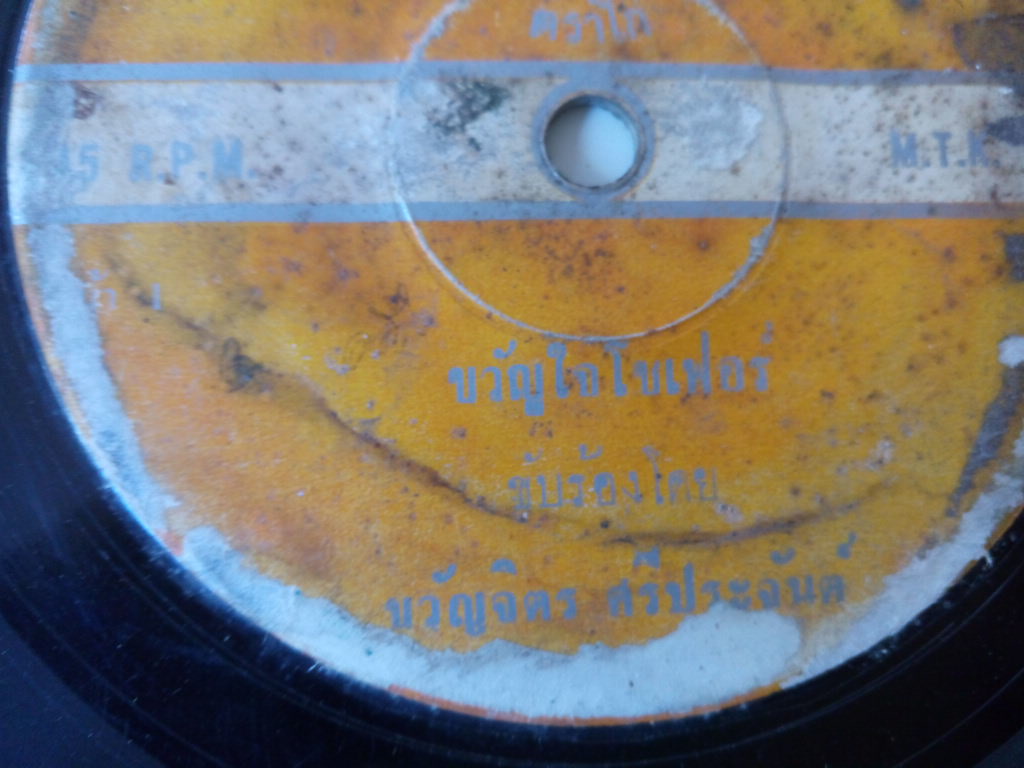 ตราไก่
45 R.P.M.
M.T.K.
ขวัญใจโชเฟอร์
ขับร้องโดย
ขวัญจิตร ศรีประจันต์